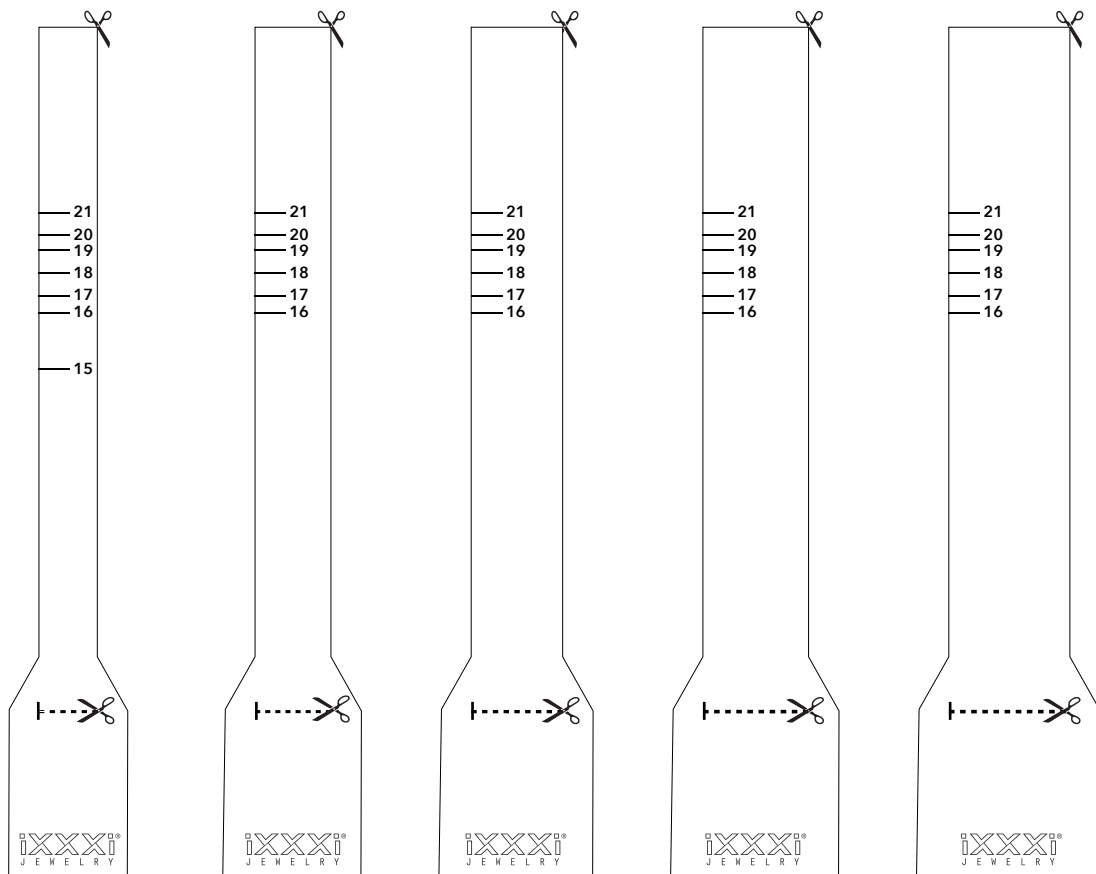 21 21 21 21 21
20 20 20 20 20
19 19 19 19 19
18 18 18 18 18
17 17 17 17 17
16 16 16 16 16
15
iXXXi® iXXXi® iXXXi® iXXXi® iXXXi®
JEWELRY JEWELRY JEWELRY JEWELRY JEWELRY